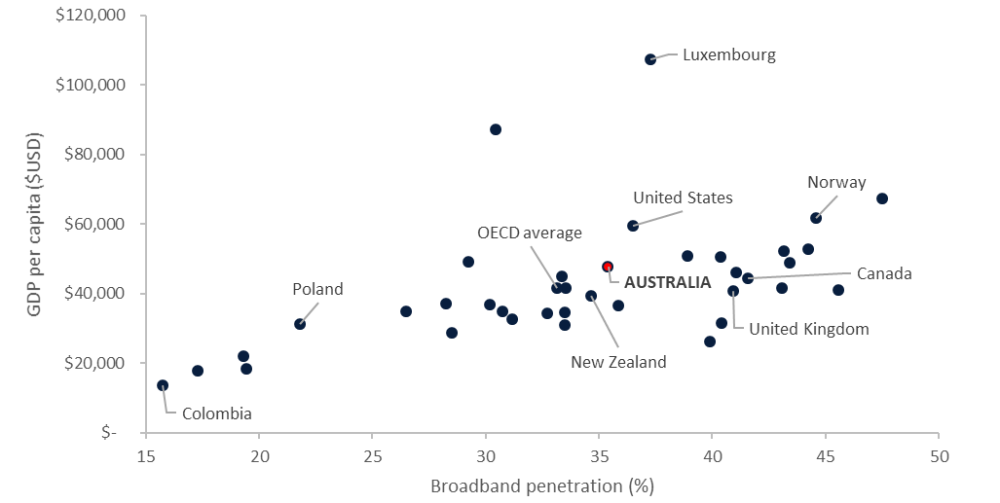 $120,000
$100,000
$80,000
$60,000
$40,000
$20,000
$-
GDP per capita ($USD)
Luxembourg
Norway
United States
OECD average
AUSTRALIA
Canada
Poland
United Kingdom
New Zealand
Colombia
15 20 25 30 35 40 45 50
Broadband penetration (%)